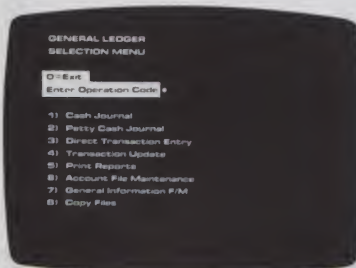 GENERAL LEDGER
SELECTION MENU
0=Exit
Enter Operation Code
1) Cash Journal
2) Petty Cash Journal
3) Direct Transaction Entry
4) Transaction Update
5) Print Reports
6) Account File Maintenance
7) General Information F/M
8) Copy Files